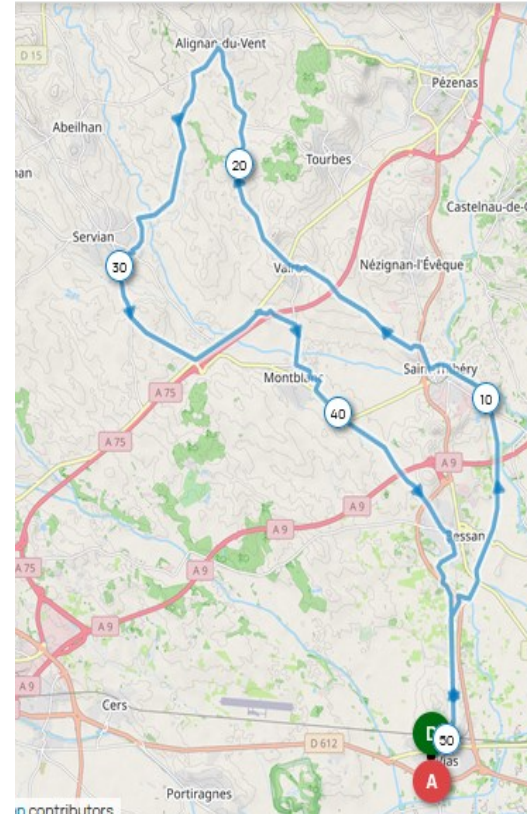 D 15
Alignan-du-Vent
Pézenas
Abeilhan
20
Tourbes
Castelnau-de-
Servian
30
Nézignan-l'Évêque
A 75
Montblanc
10
40
A 75
A 9
A 9
A 75
A 9
A 9
A 9
Cers
D
50
D 612
A
Portiragnes
contributors